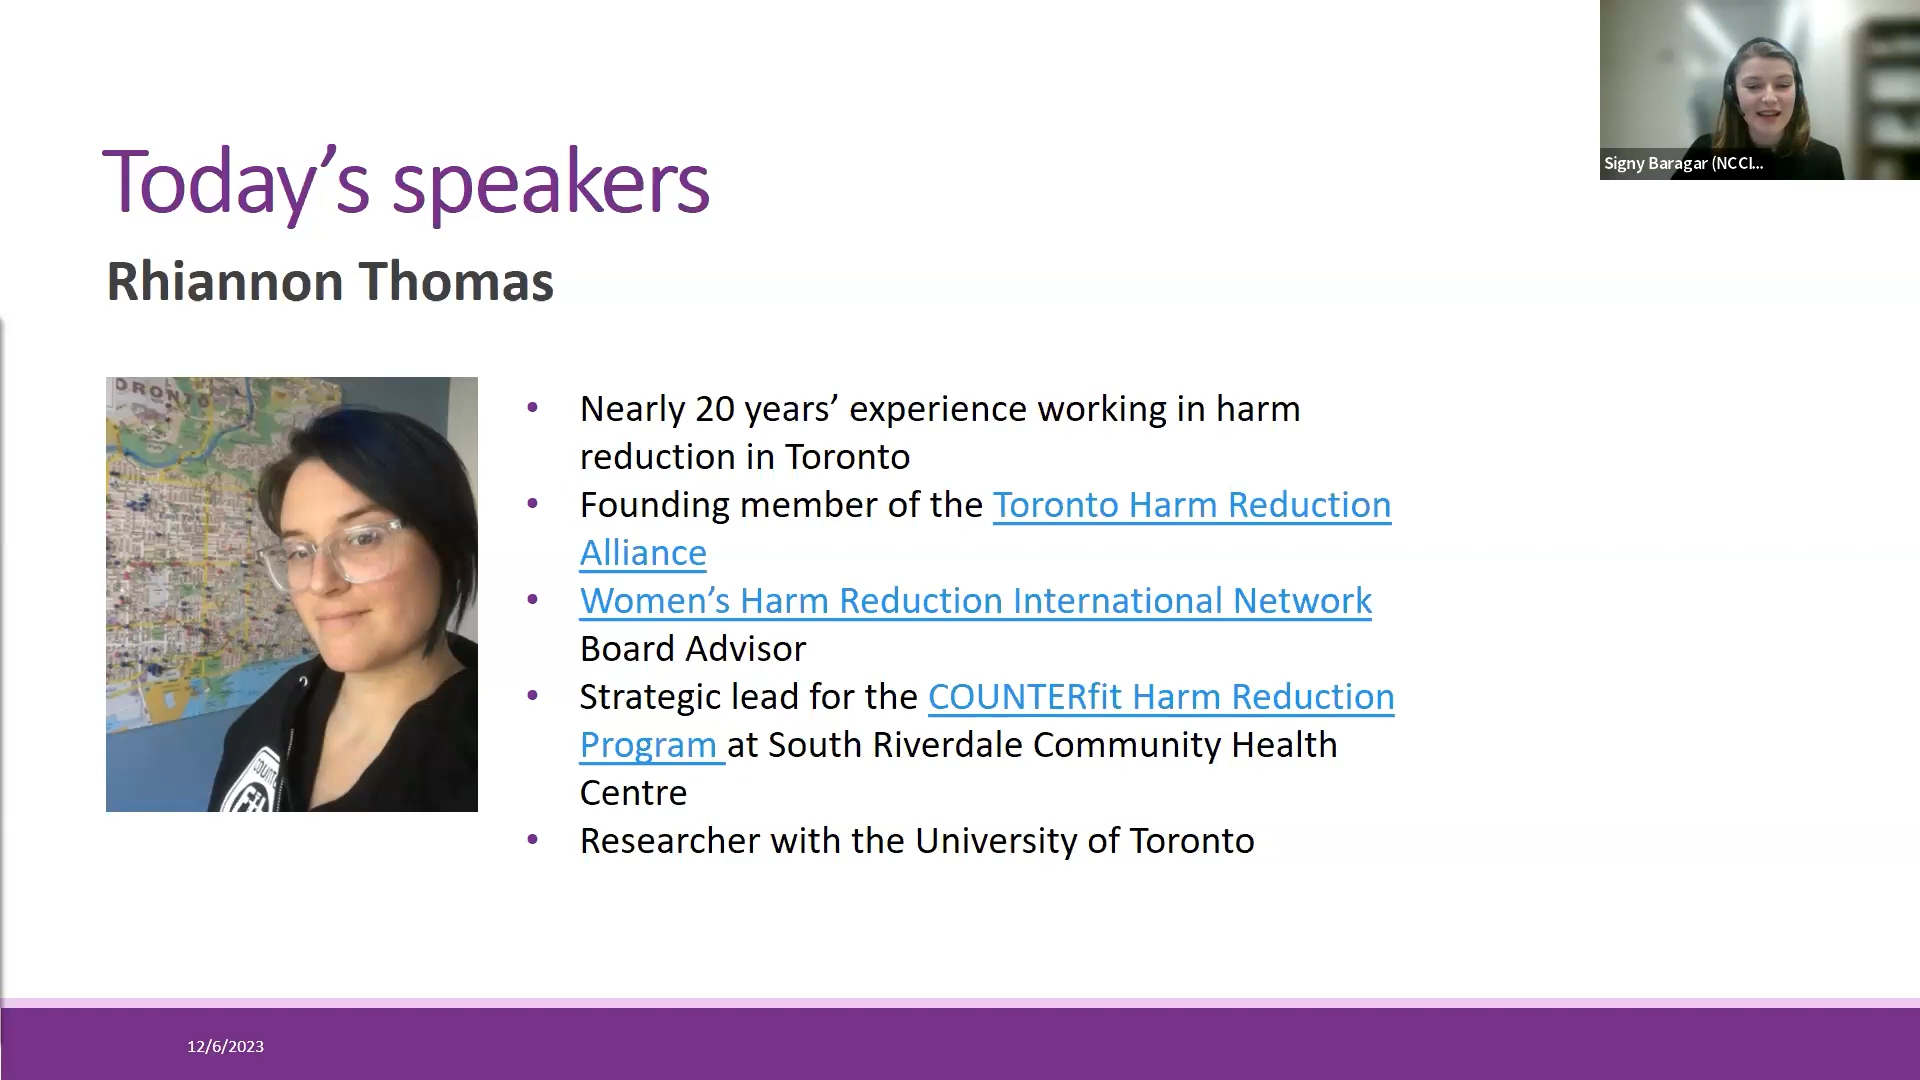 Today’s speakers
Signy Baragar (NCCI...
Rhiannon Thomas
• Nearly 20 years’ experience working in harm
reduction in Toronto
• Founding member of the Toronto Harm Reduction
Alliance
• Women’s Harm Reduction International Network
Board Advisor
• Strategic lead for the COUNTERfit Harm Reduction
Program at South Riverdale Community Health
Centre
• Researcher with the University of Toronto
12/6/2023